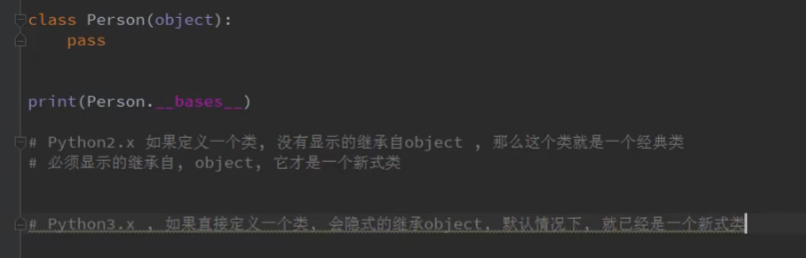 class Person(object):
    pass
print(Person.__bases__)
# Python2.x 如果定义一个类, 没有显示的继承自object , 那么这个类就是一个经典类
# 必须显示的继承自, object, 它才是一个新式类
# Python3.x , 如果直接定义一个类, 会隐式的继承object, 默认情况下, 就已经是一个新式类